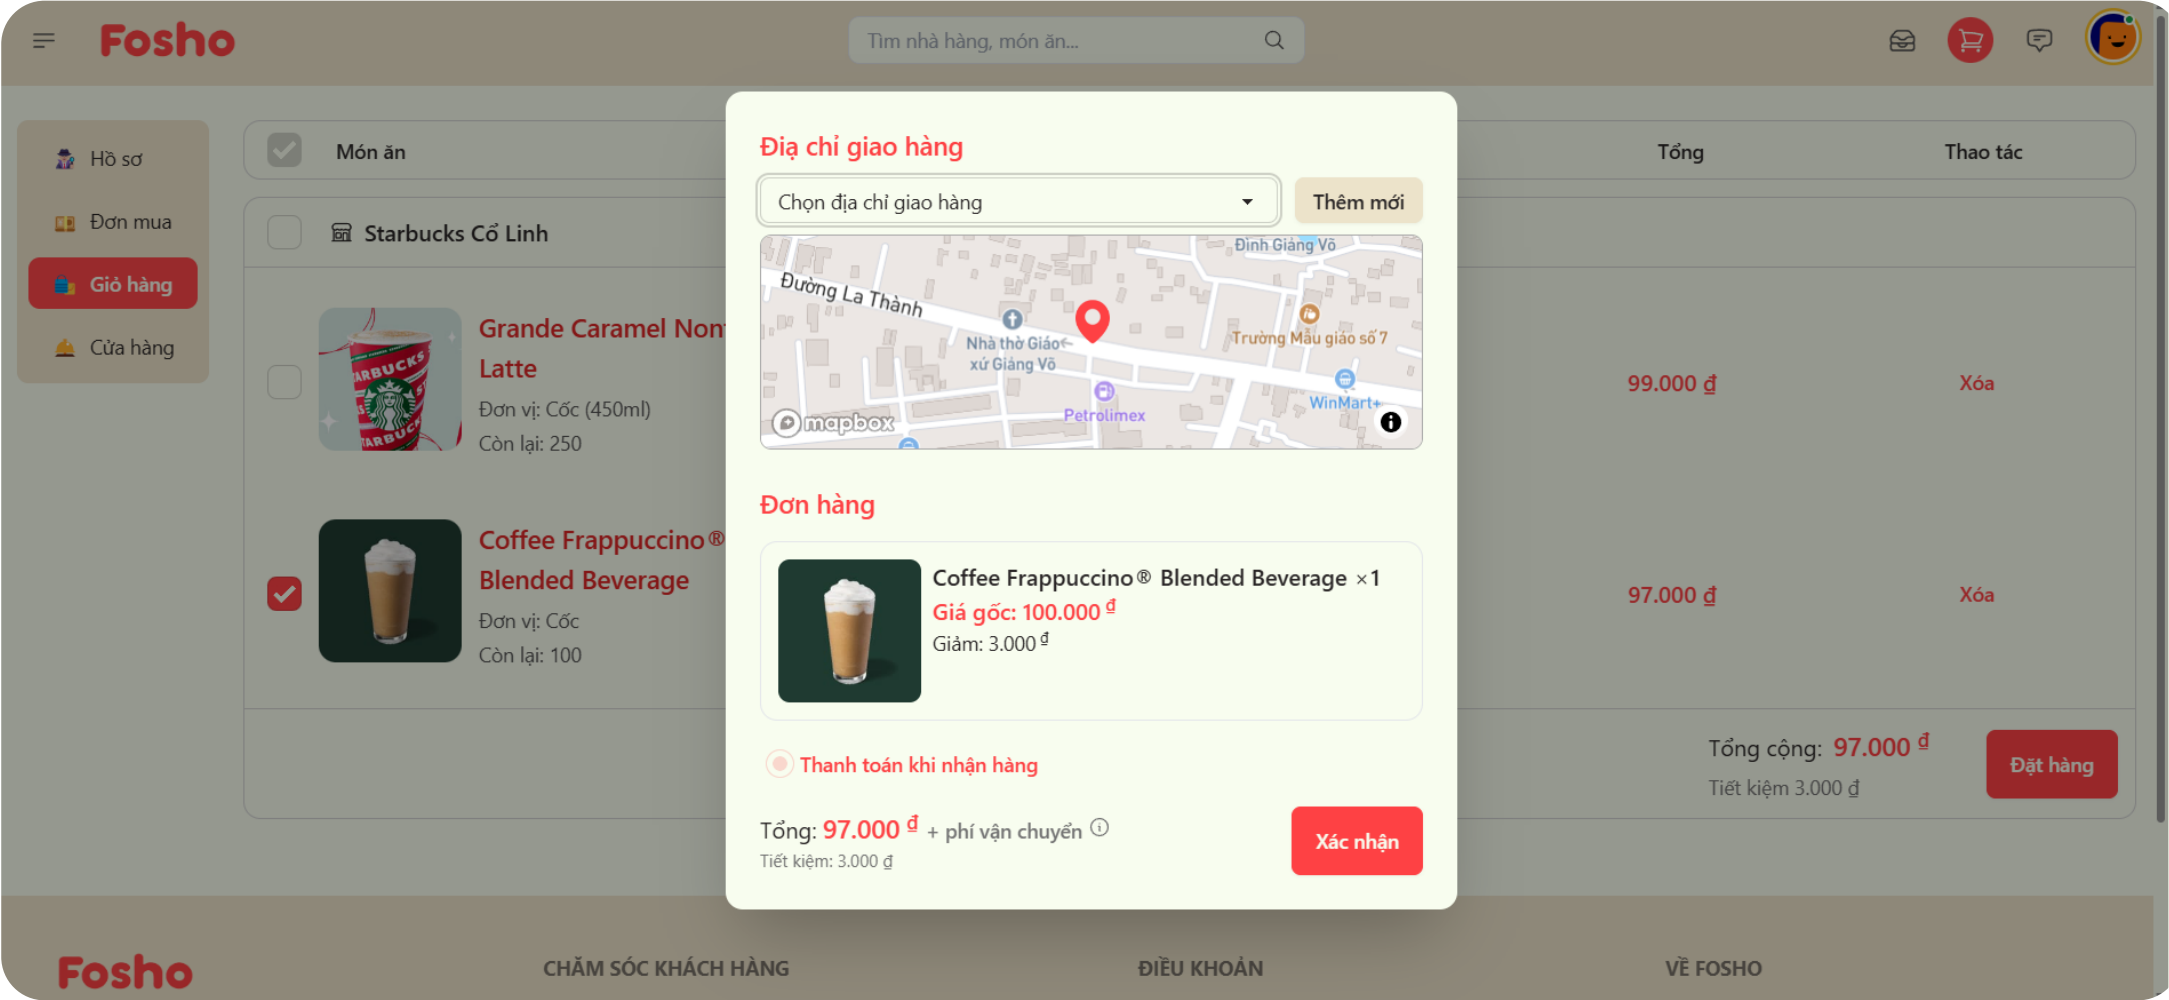 Fosho
Tìm nhà hàng, món ăn...
Hồ sơ
Đơn mua
Giỏ hàng
Cửa hàng
Món ăn
Tổng
Thao tác
Starbucks Cổ Linh
Grande Caramel Non
Latte
Đơn vị: Cốc (450ml)
Còn lại: 250
99.000 ₫
Xóa
Coffee Frappuccino®
Blended Beverage
Đơn vị: Cốc
Còn lại: 100
97.000 ₫
Xóa
Tổng cộng: 97.000 ₫
Tiết kiệm 3.000 ₫
Đặt hàng
Địa chỉ giao hàng
Chọn địa chỉ giao hàng
Thêm mới
Đình Giảng Võ
Đường La Thành
Nhà thờ Giáo
xứ Giảng Võ
Trường Mẫu giáo số 7
WinMart+
Petrolimex
mapbox
Đơn hàng
STARBUCKS
Coffee Frappuccino® Blended Beverage ×1
Giá gốc: 100.000 ₫
Giảm: 3.000 ₫
Thanh toán khi nhận hàng
Tổng: 97.000 ₫ + phí vận chuyển
Tiết kiệm: 3.000 ₫
Xác nhận
Fosho
CHĂM SÓC KHÁCH HÀNG
ĐIỀU KHOẢN
VỀ FOSHO